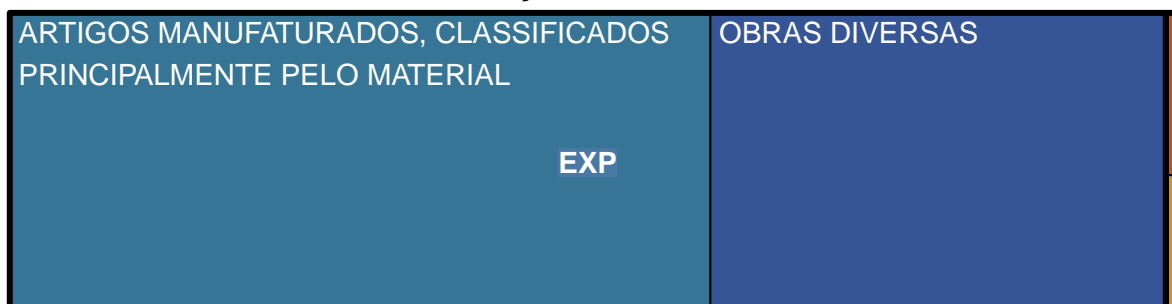 ARTIGOS MANUFATURADOS, CLASSIFICADOS
PRINCIPALMENTE PELO MATERIAL
OBRAS DIVERSAS
EXP